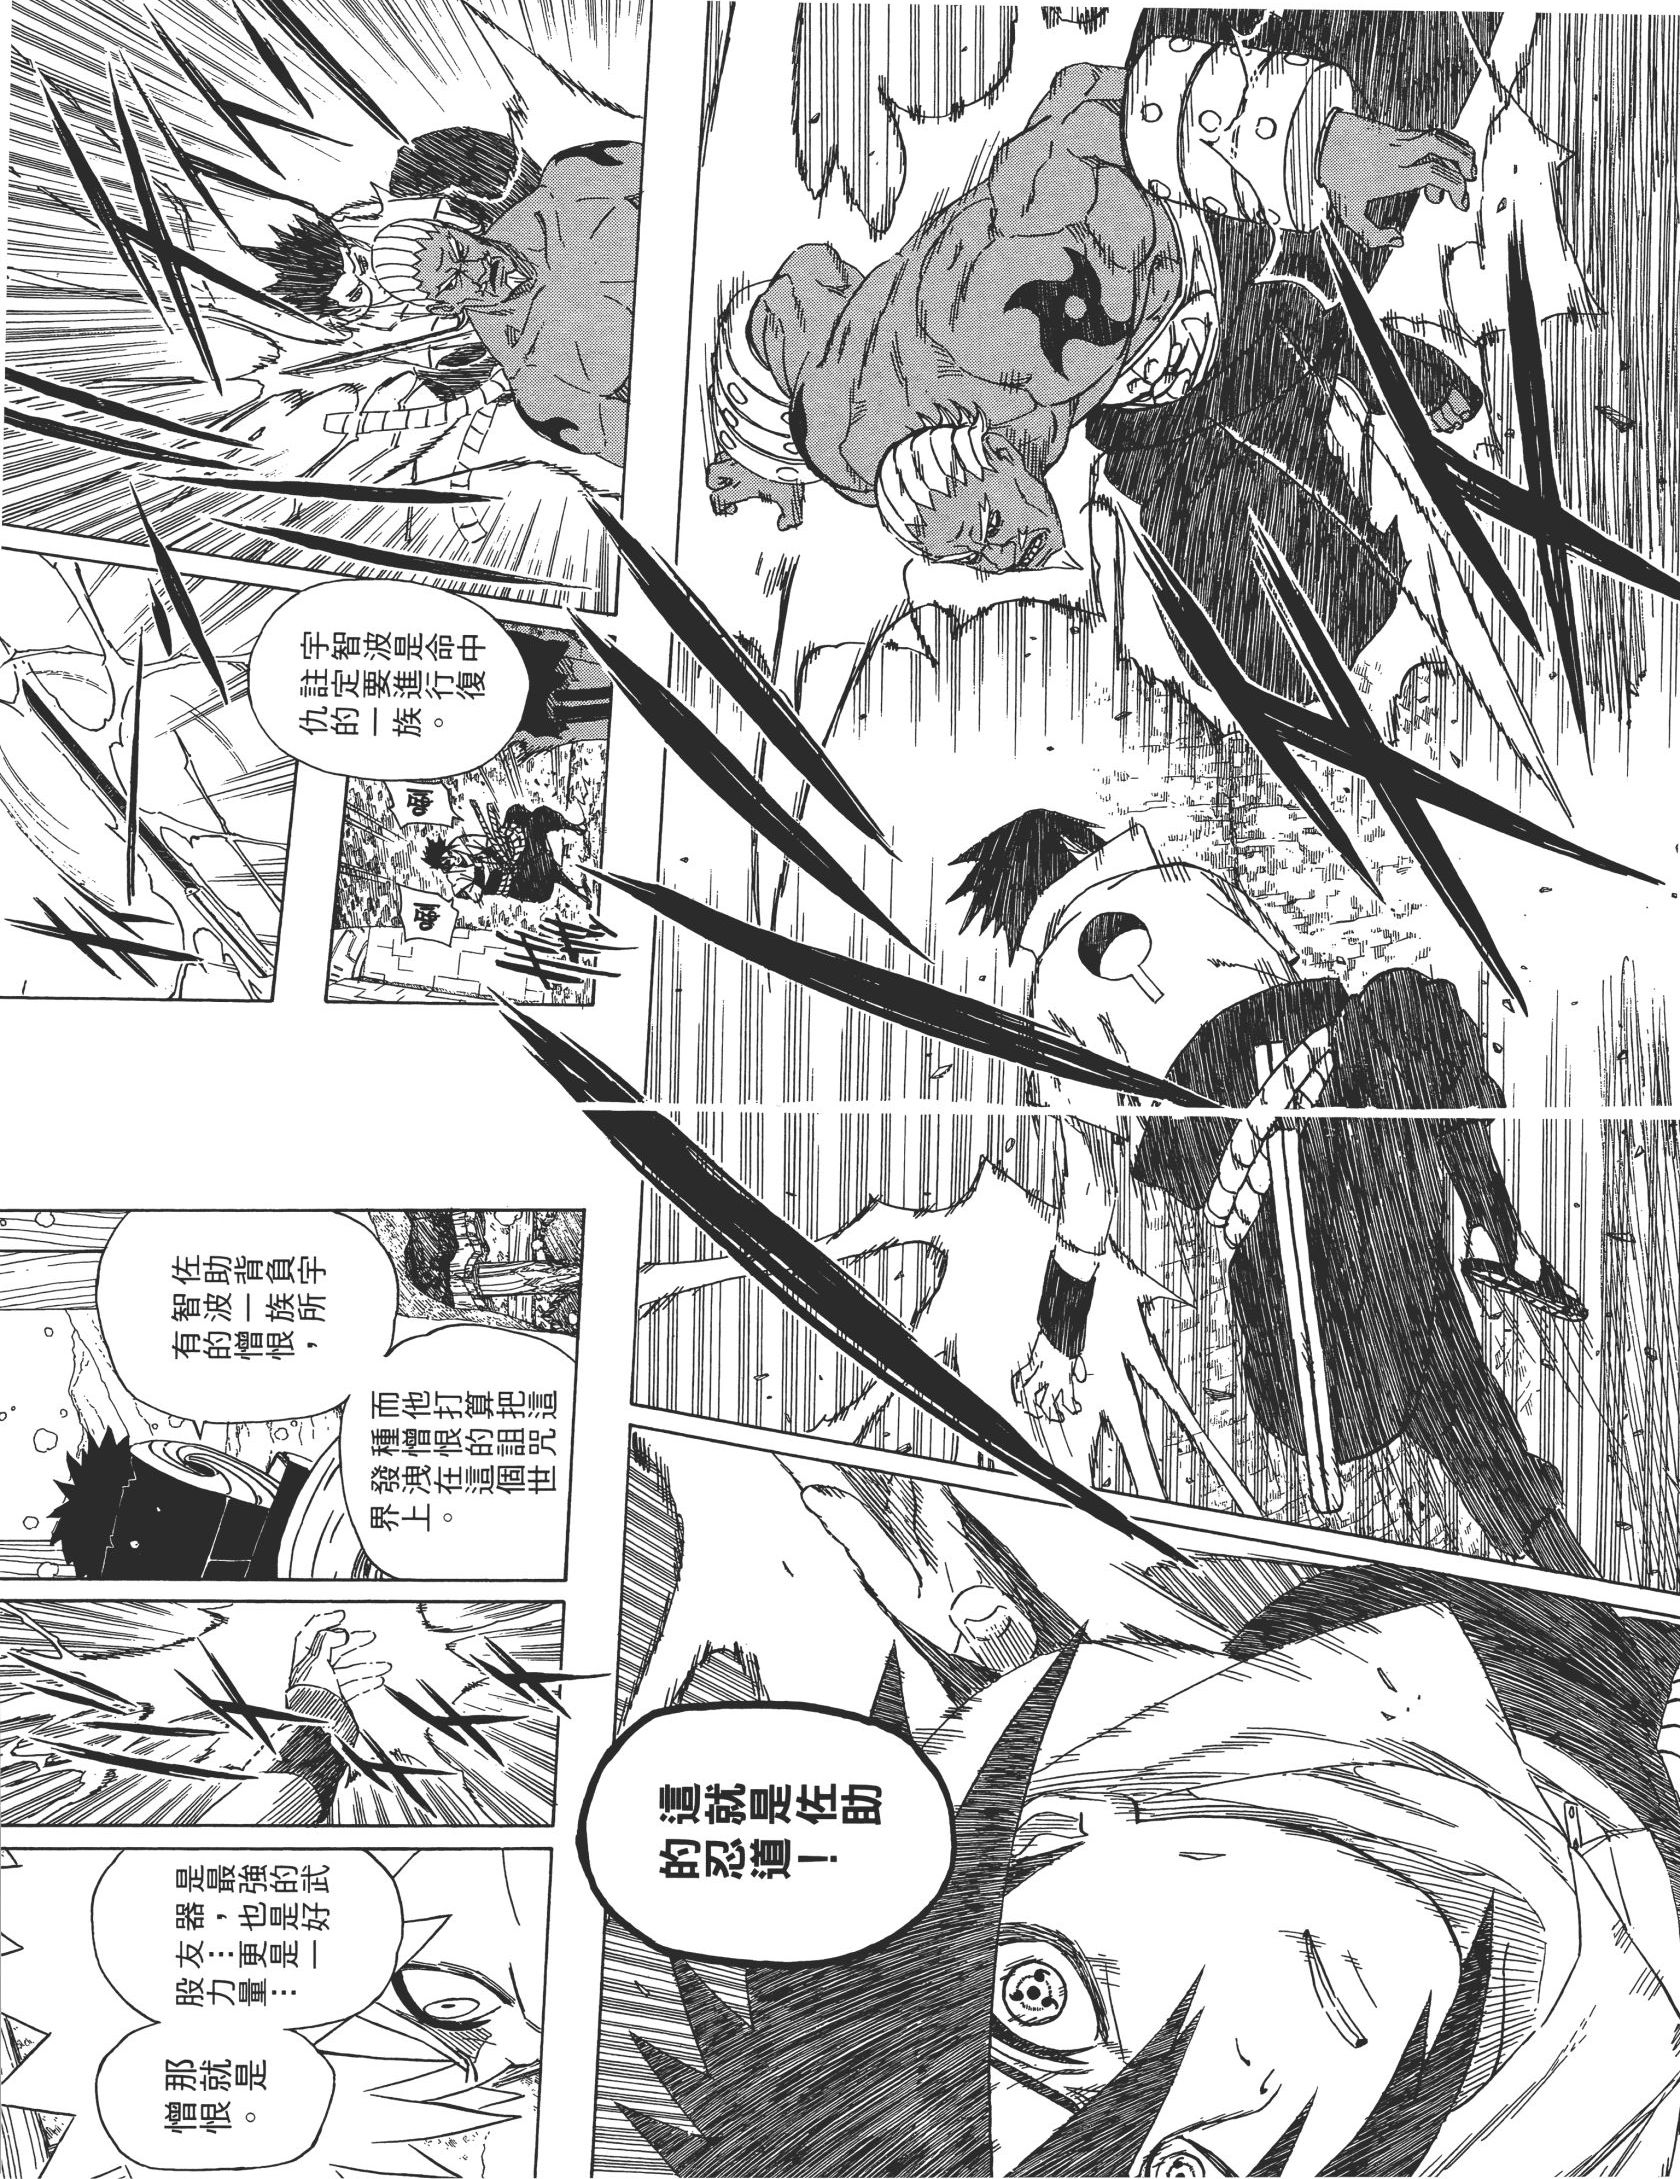 宇智波是命中
註定要進行復
仇的一族。
唰
唰
佐助背負宇
智波一族所
有的憎恨，
而他打算把這
種憎恨的詛咒
發洩在這個世
界上。
是最強的武
器，也是好
友…更是一
股力量…
那就是
憎恨。
這就是佐助
的忍道！